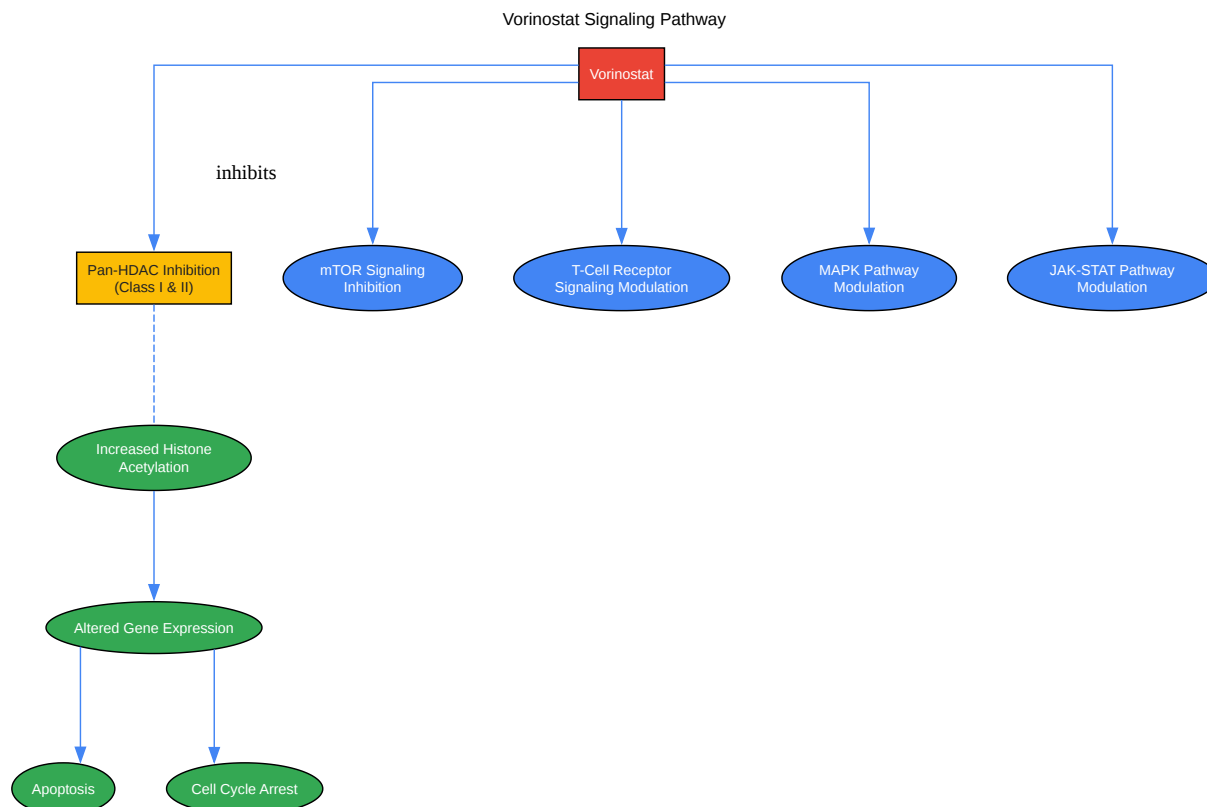 Vorinostat Signaling Pathway
Vorinostat
inhibits
Pan-HDAC Inhibition
(Class I & II)
mTOR Signaling
Inhibition
T-Cell Receptor
Signaling Modulation
MAPK Pathway
Modulation
JAK-STAT Pathway
Modulation
Increased Histone
Acetylation
Altered Gene Expression
Apoptosis
Cell Cycle Arrest